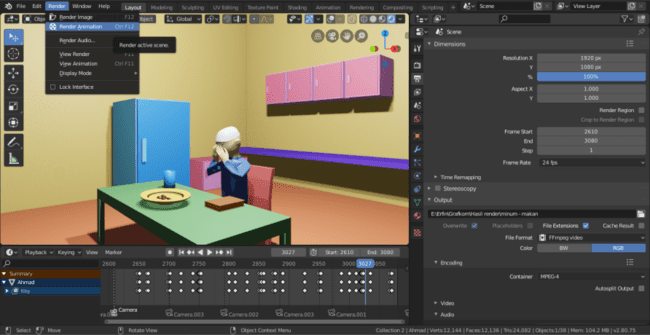 File Edit Render Window Help Layout Modeling Sculpting UV Editing Texture Paint Shading Animation Rendering Compositing Scene View Layer
Render Image F12
Render Animation Ctrl F12
Render Audio...
View Render F11
View Animation
Display Mode
Lock Interface
Render active scene.
Object Global
Scene
Dimensions
Resolution X 1920 px
Y 1080 px
% 100%
Aspect X 1.000
Y 1.000
Render Region
Crop to Render Region
Frame Start 2610
End 3080
Step 1
Frame Rate 24 fps
Time Remapping
Stereoscopy
Output
E:\Erfin\Grafkom\Hasil render\minum - makan
Overwrite Placeholders File Extensions Cache Result
File Format FFmpeg video
Color BW RGB
Encoding
Container MPEG-4
Autosplit Output
Video
Audio
Playback Keying View Marker 3027 Start: 2610 End: 3080
2600 2700 2750 2800 2850 2900 2950 3000 3027 3050
Summary
Ahmad
Key
Camera
Camera.003 Camera.003 Camera.001
Select Rotate View Object Context Menu Collection 2 | Ahmad | Verts:12,144 | Faces:12,136 | Tris:24,082 | Objects:1/58 | Mem: 104.2 MB | v2.80.75